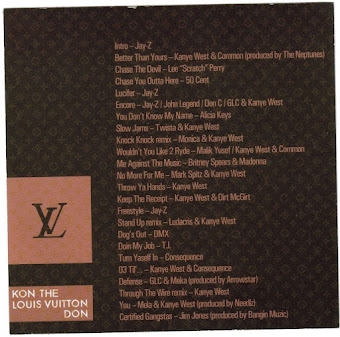 Intro – Jay-Z
Better Than Yours – Kanye West & Common (produced by The Neptunes)
Chase The Devil – Lee "Scratch" Perry
Chase You Outta Here – 50 Cent
Lucifer – Jay-Z
Encore – Jay-Z / John Legend / Don C / GLC & Kanye West
You Don't Know My Name – Alicia Keys
Slow Jams – Twista & Kanye West
Knock Knock remix – Monica & Kanye West
Wouldn't You Like 2 Ryde – Malik Yusef / Kanye West & Common
Me Against The Music – Britney Spears & Madonna
No More For Me – Mark Spitz & Kanye West
Throw Ya Hands – Kanye West
Keep The Receipt – Kanye West & Dirt McGirt
Freestyle – Jay-Z
Stand Up remix – Ludacris & Kanye West
Dog's Out – DMX
Doin My Job – T.I.
Turn Yaself In – Consequence
03 Til'... – Kanye West & Consequence
Defense – GLC & Meka (produced by Arrowstar)
Through The Wire remix – Kanye West
You – Mela & Kanye West (produced by Neerliz)
Certified Gangstas – Jim Jones (produced by Bangin Muzic)
LV
KON THE
LOUIS VUITTON
DON